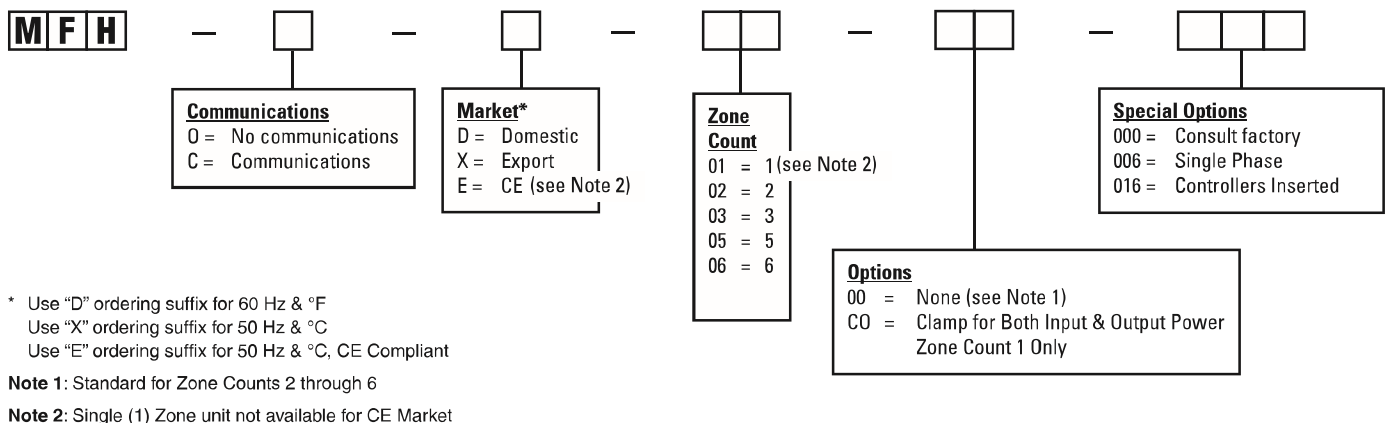 MFH – – – – –
Communications
0 = No communications
C = Communications
Market*
D = Domestic
X = Export
E = CE (see Note 2)
Zone
Count
01 = 1 (see Note 2)
02 = 2
03 = 3
05 = 5
06 = 6
Options
00 = None (see Note 1)
CO = Clamp for Both Input & Output Power
Zone Count 1 Only
Special Options
000 = Consult factory
006 = Single Phase
016 = Controllers Inserted
* Use “D” ordering suffix for 60 Hz & °F
Use “X” ordering suffix for 50 Hz & °C
Use “E” ordering suffix for 50 Hz & °C, CE Compliant
Note 1: Standard for Zone Counts 2 through 6
Note 2: Single (1) Zone unit not available for CE Market